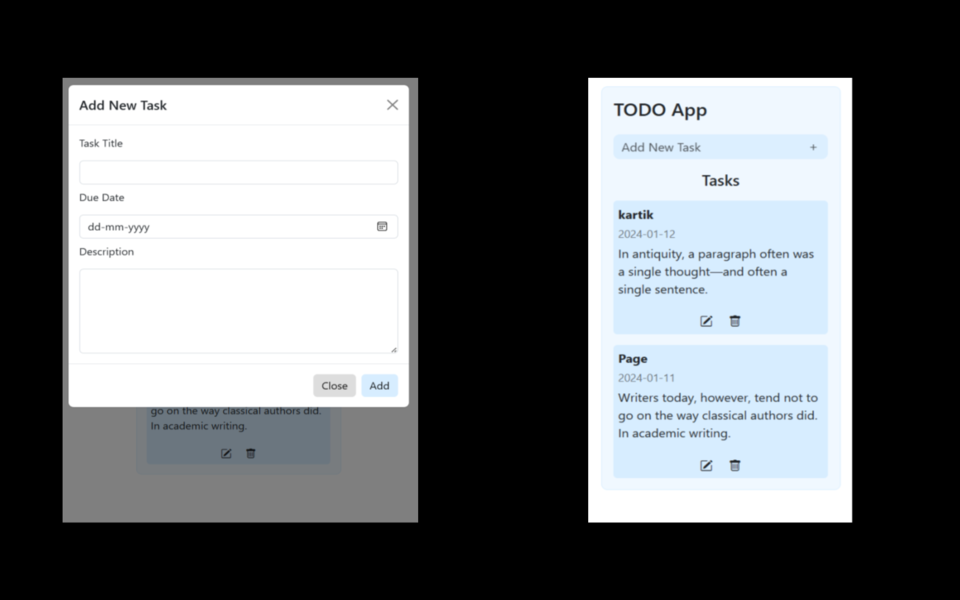 Add New Task
Task Title
Due Date
dd-mm-yyyy
Description
Close
Add
go on the way classical authors did.
In academic writing.
TODO App
Add New Task +
Tasks
kartik
2024-01-12
In antiquity, a paragraph often was
a single thought—and often a
single sentence.
Page
2024-01-11
Writers today, however, tend not to
go on the way classical authors did.
In academic writing.